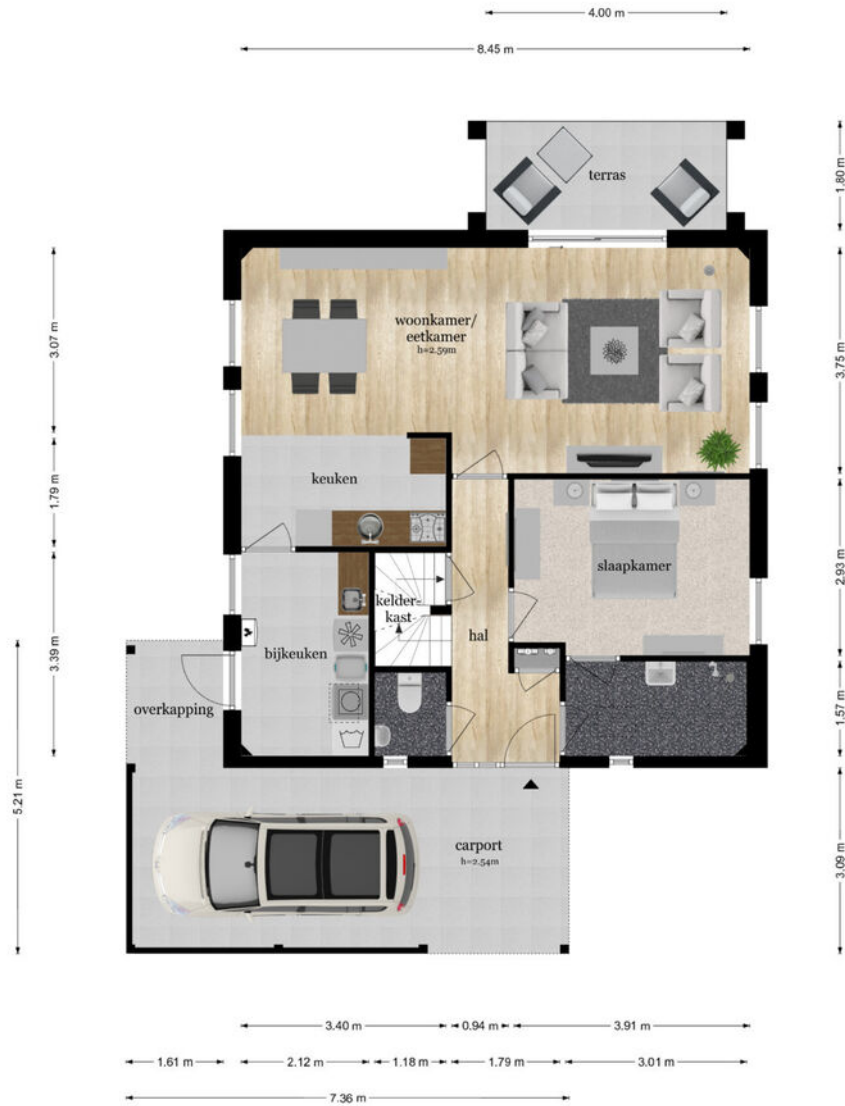 4.00 m
8.45 m
1.80 m
terras
woonkamer/
eetkamer
h=2.59m
3.07 m
3.75 m
keuken
1.79 m
slaapkamer
2.93 m
kelder-
kast
hal
bijkeuken
3.39 m
overkapping
1.57 m
5.21 m
carport
h=2.54m
3.09 m
3.40 m
0.94 m
3.91 m
1.61 m
2.12 m
1.18 m
1.79 m
3.01 m
7.36 m